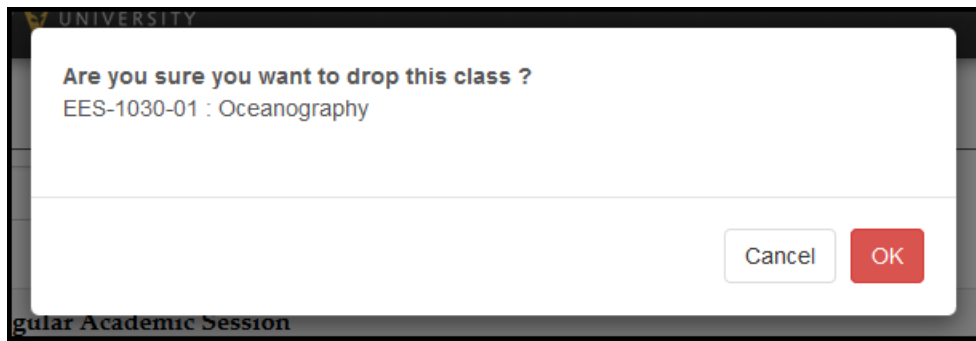 UNIVERSITY
Are you sure you want to drop this class ?
EES-1030-01 : Oceanography
Cancel OK
gular Academic Session